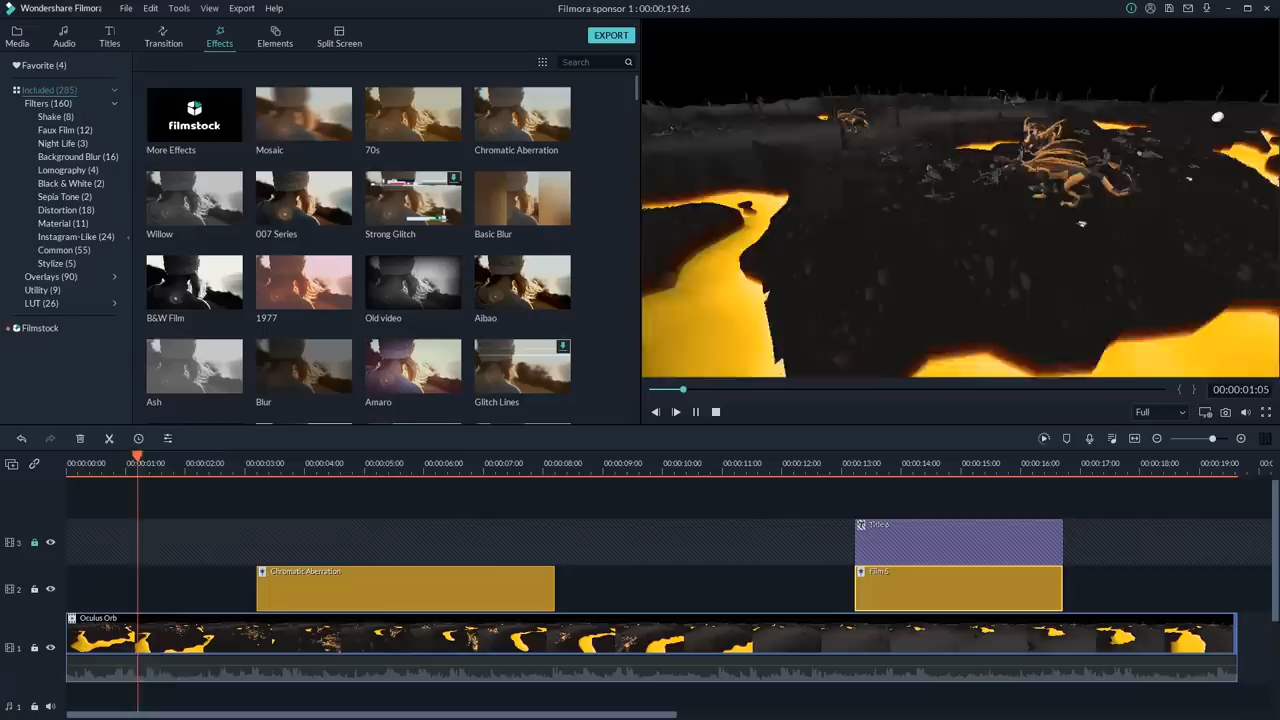 Wondershare Filmora
File Edit Tools View Export Help
Filmora sponsor 1 : 00:00:19:16
Media Audio Titles Transition Effects Elements Split Screen
EXPORT
Favorite (4)
Search
Included (285)
Filters (160)
Shake (8)
Faux Film (12)
Night Life (3)
Background Blur (16)
Lomography (4)
Black & White (2)
Sepia Tone (2)
Distortion (18)
Material (11)
Instagram-Like (24)
Common (55)
Stylize (5)
Overlays (90)
Utility (9)
LUT (26)
Filmstock
filmstock
More Effects Mosaic 70s Chromatic Aberration
Willow 007 Series Strong Glitch Basic Blur
B&W Film 1977 Old video Aibao
Ash Blur Amaro Glitch Lines
00:00:01:05
Full
00:00:00:00 00:00:01:00 00:00:02:00 00:00:03:00 00:00:04:00 00:00:05:00 00:00:06:00 00:00:07:00 00:00:08:00 00:00:09:00 00:00:10:00 00:00:11:00 00:00:12:00 00:00:13:00 00:00:14:00 00:00:15:00 00:00:16:00 00:00:17:00 00:00:18:00 00:00:19:00
3
Title 6
2
Chromatic Aberration
Film 5
1
Oculus Orb
1